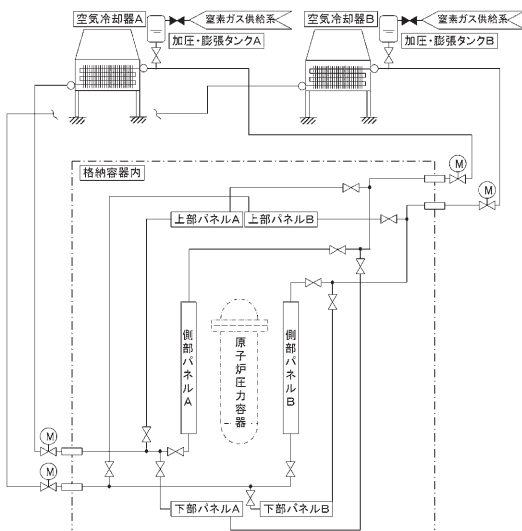 空気冷却器A
窒素ガス供給系
加圧・膨張タンクA
空気冷却器B
窒素ガス供給系
加圧・膨張タンクB
格納容器内
M
M
上部パネルA
上部パネルB
側部パネルA
原子炉圧力容器
側部パネルB
M
M
下部パネルA
下部パネルB